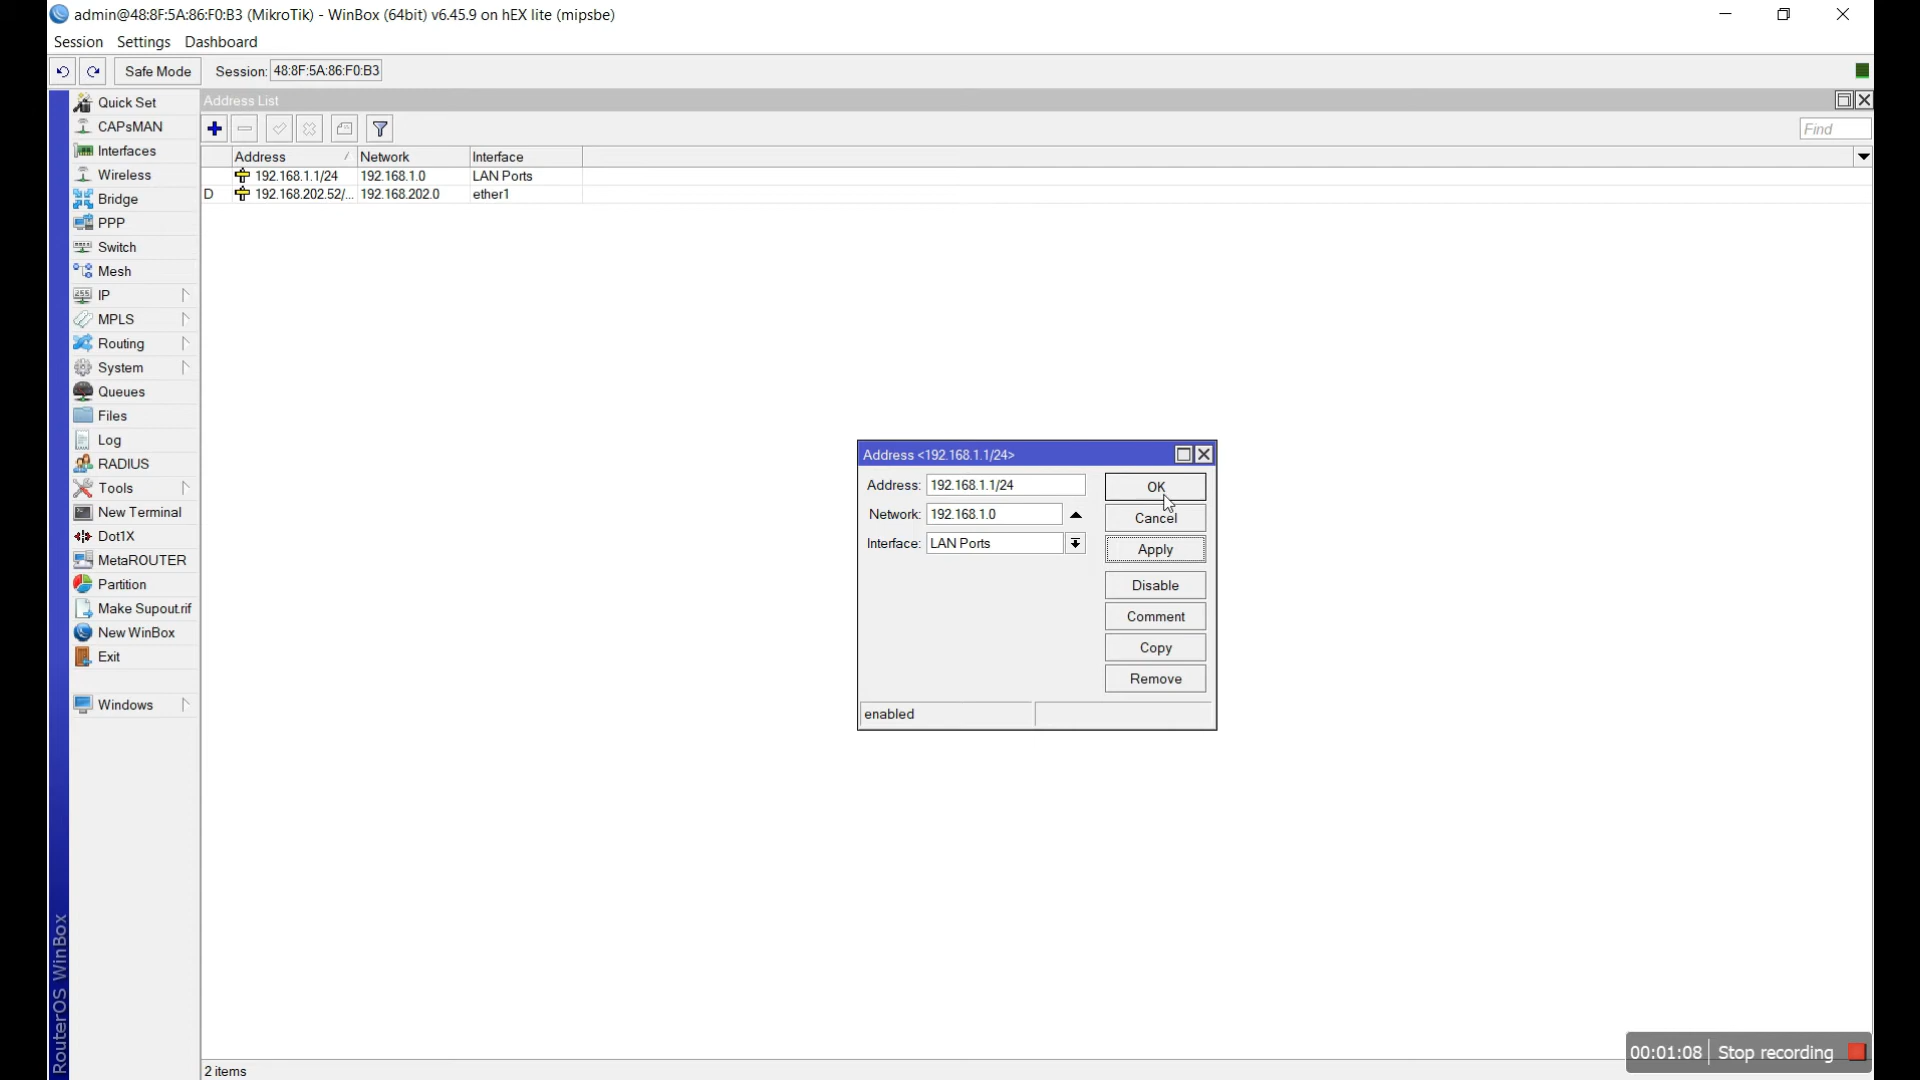 admin@48:8F:5A:86:F0:B3 (MikroTik) - WinBox (64bit) v6.45.9 on hEX lite (mipsbe)
Session Settings Dashboard
Safe Mode Session: 48:8F:5A:86:F0:B3
Quick Set
CAPsMAN
Interfaces
Wireless
Bridge
PPP
Switch
Mesh
255 IP
MPLS
Routing
System
Queues
Files
Log
RADIUS
Tools
New Terminal
Dot1X
MetaROUTER
Partition
Make Supout.rif
New WinBox
Exit
Windows
RouterOS WinBox
Address List
Find
Address Network Interface
192.168.1.1/24 192.168.1.0 LAN Ports
D 192.168.202.52/... 192.168.202.0 ether1
Address <192.168.1.1/24>
Address: 192.168.1.1/24
Network: 192.168.1.0
Interface: LAN Ports
OK
Cancel
Apply
Disable
Comment
Copy
Remove
enabled
2 items
00:01:08 Stop recording